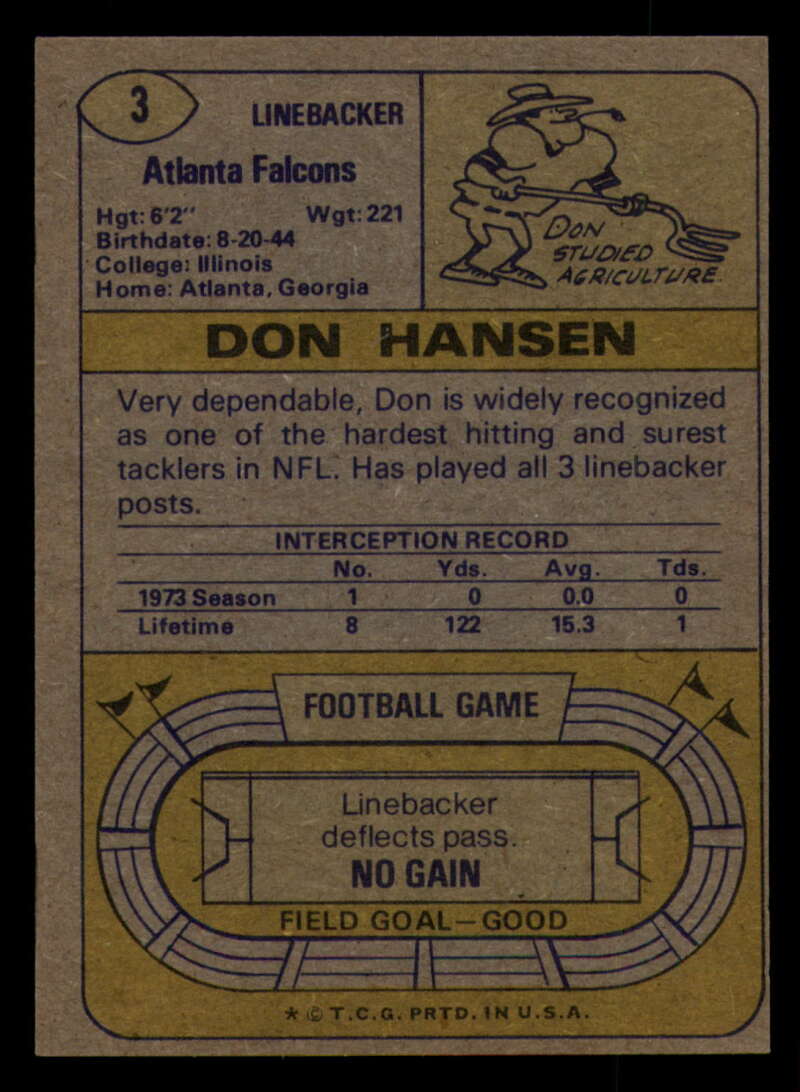 3
LINEBACKER
Atlanta Falcons
Hgt: 6'2" Wgt: 221
Birthdate: 8-20-44
College: Illinois
Home: Atlanta, Georgia
DON
STUDIED
AGRICULTURE.
DON HANSEN
Very dependable, Don is widely recognized
as one of the hardest hitting and surest
tacklers in NFL. Has played all 3 linebacker
posts.
INTERCEPTION RECORD
No. Yds. Avg. Tds.
1973 Season 1 0 0.0 0
Lifetime 8 122 15.3 1
FOOTBALL GAME
Linebacker
deflects pass.
NO GAIN
FIELD GOAL—GOOD
* © T.C.G. PRTD. IN U.S.A.